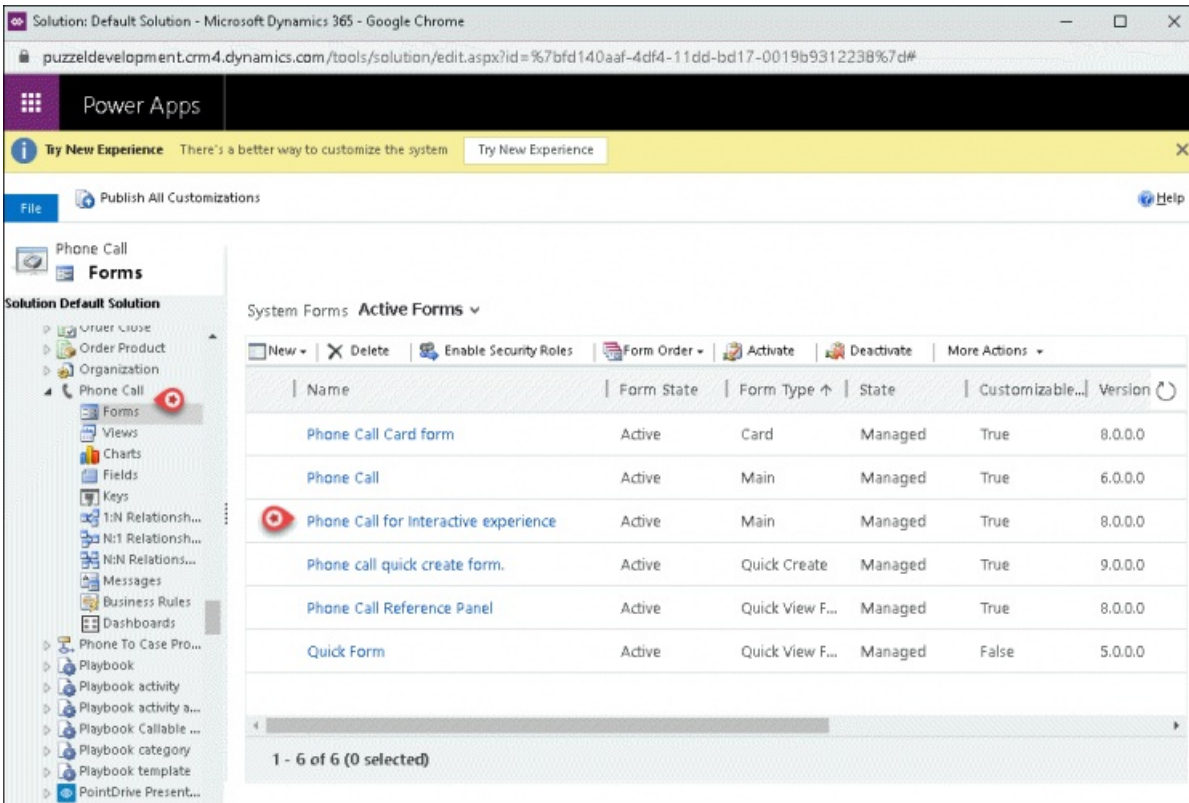 Solution: Default Solution - Microsoft Dynamics 365 - Google Chrome
puzzeldevelopment.crm4.dynamics.com/tools/solution/edit.aspx?id=%7bfd140aaf-4df4-11dd-bd17-0019b9312238%7d#
Power Apps
Try New Experience There's a better way to customize the system Try New Experience
File Publish All Customizations Help
Phone Call
Forms
Solution Default Solution
System Forms Active Forms
Order Close
Order Product
Organization
Phone Call
Forms
Views
Charts
Fields
Keys
1:N Relationsh...
N:1 Relationsh...
N:N Relations...
Messages
Business Rules
Dashboards
Phone To Case Pro...
Playbook
Playbook activity
Playbook activity a...
Playbook Callable ...
Playbook category
Playbook template
PointDrive Present...
New Delete Enable Security Roles Form Order Activate Deactivate More Actions
Name Form State Form Type ↑ State Customizable... Version
Phone Call Card form Active Card Managed True 8.0.0.0
Phone Call Active Main Managed True 6.0.0.0
Phone Call for Interactive experience Active Main Managed True 8.0.0.0
Phone call quick create form. Active Quick Create Managed True 9.0.0.0
Phone Call Reference Panel Active Quick View F... Managed True 8.0.0.0
Quick Form Active Quick View F... Managed False 5.0.0.0
1 - 6 of 6 (0 selected)